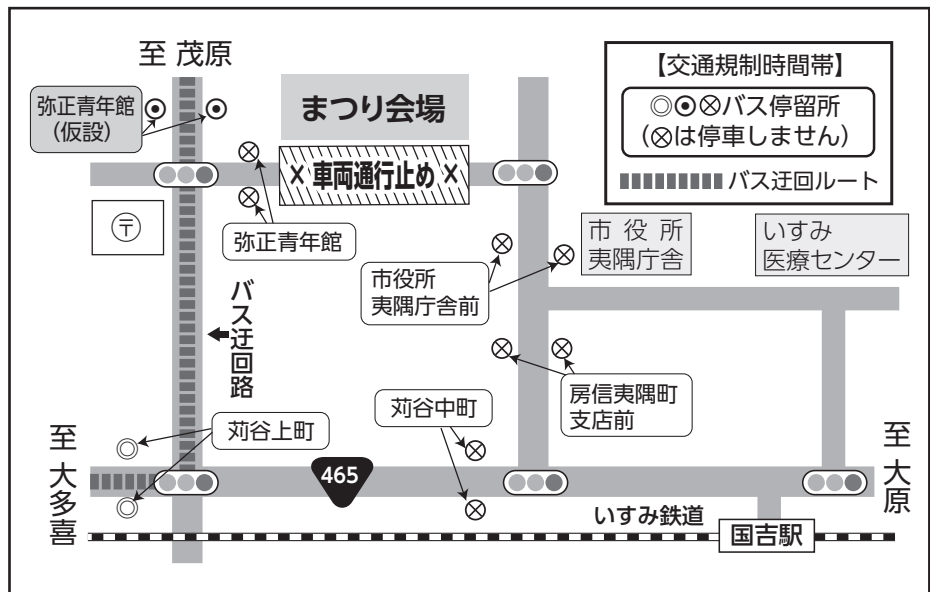 至 茂原
弥正青年館
(仮設)
まつり会場
×車両通行止め×
【交通規制時間帯】
◎⦿⊗バス停留所
(⊗は停車しません)
バス迂回ルート
〒
弥正青年館
市役所
夷隅庁舎
いすみ
医療センター
市役所
夷隅庁舎前
バス迂回路
房信夷隅町
支店前
苅谷中町
苅谷上町
至大多喜
465
至大原
いすみ鉄道
国吉駅